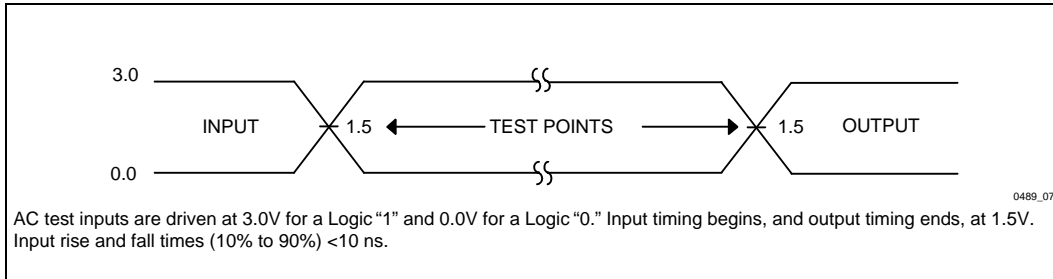 3.0
INPUT 1.5 TEST POINTS 1.5 OUTPUT
0.0
0489_07
AC test inputs are driven at 3.0V for a Logic “1” and 0.0V for a Logic “0.” Input timing begins, and output timing ends, at 1.5V.
Input rise and fall times (10% to 90%) <10 ns.